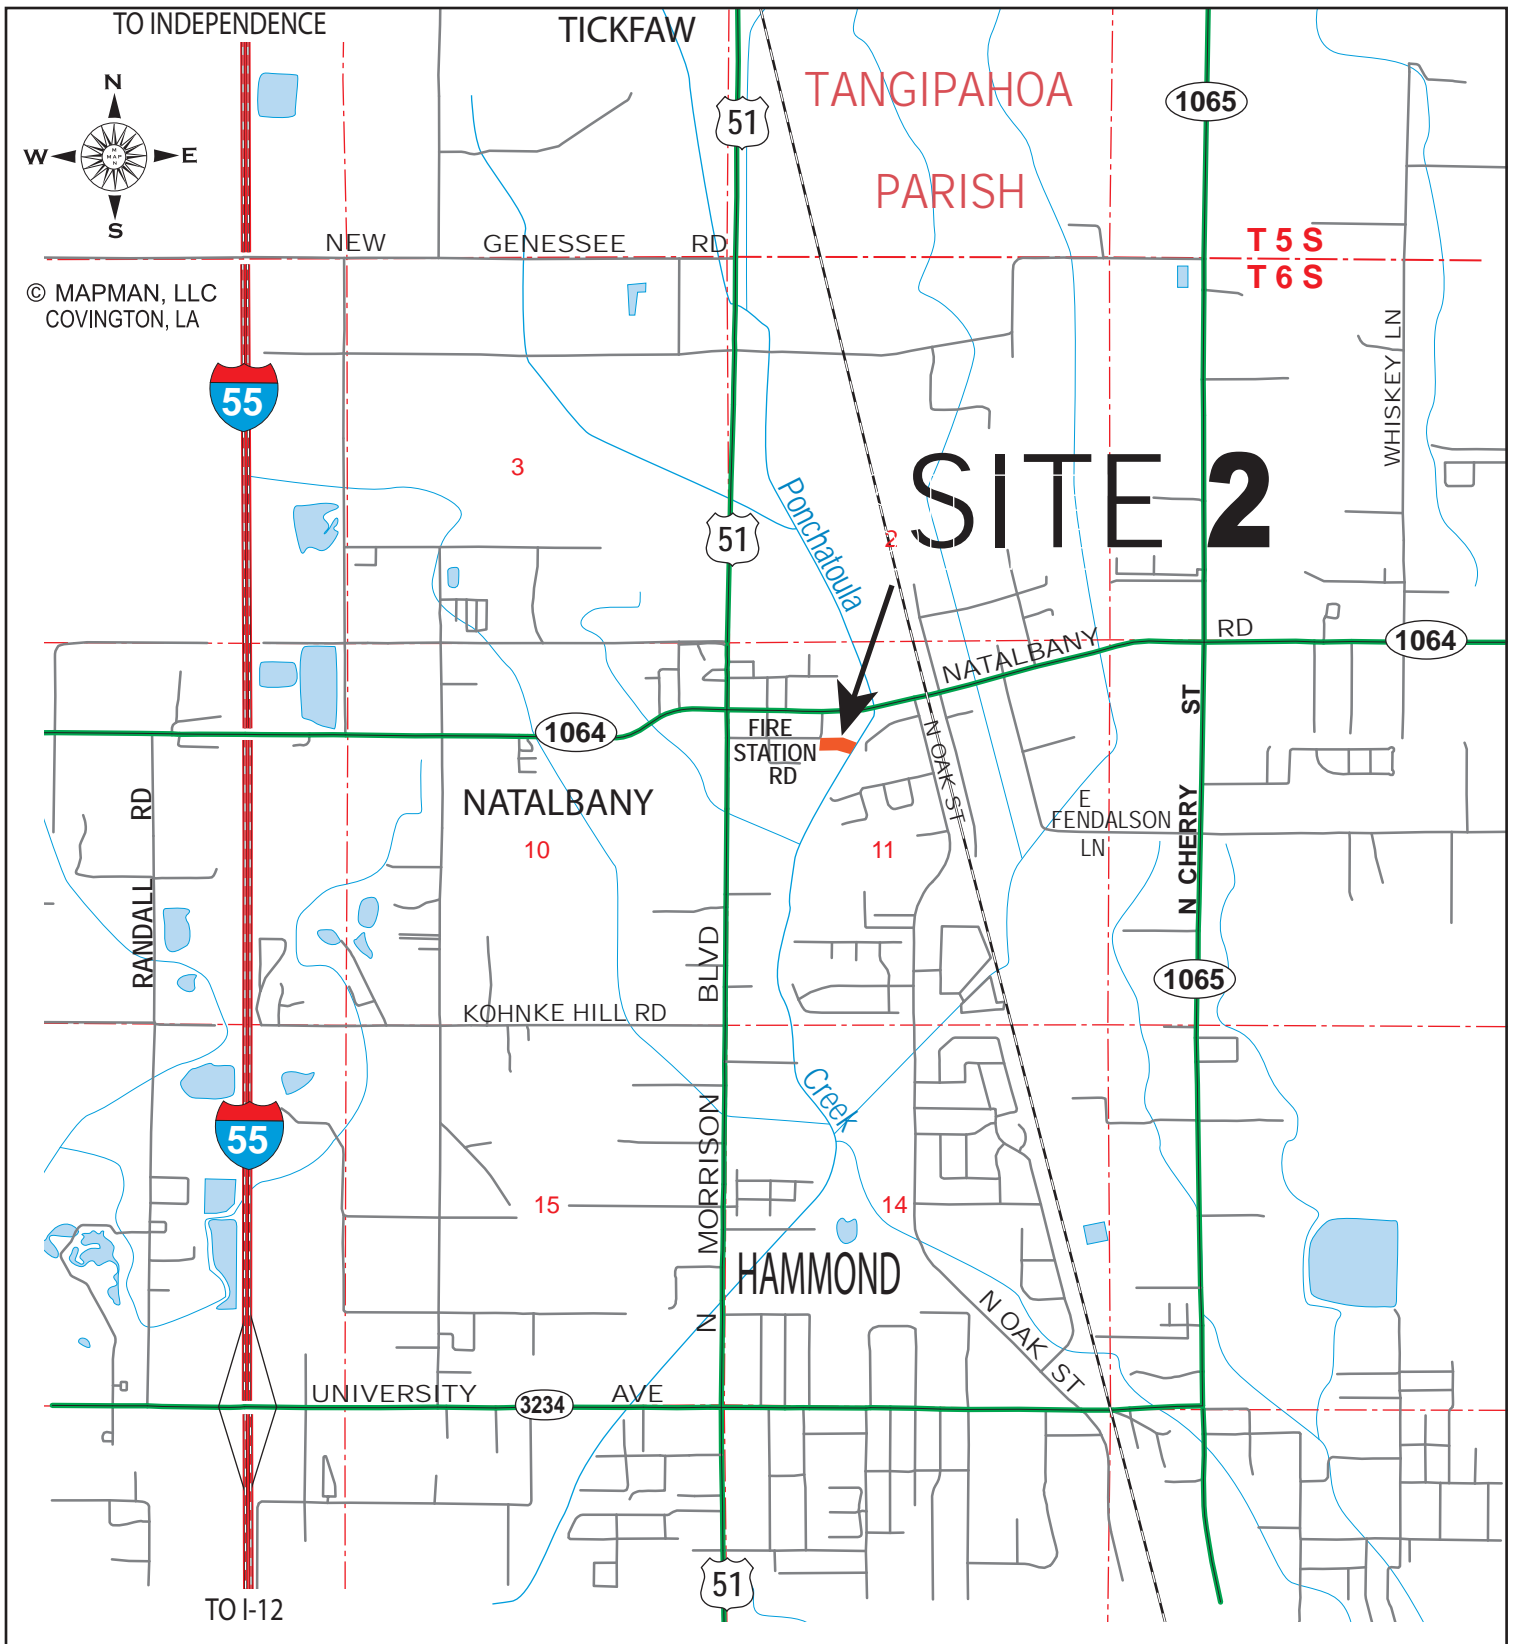 TO INDEPENDENCE
TICKFAW
N
W E
S
MAPMAN
TANGIPAHOA
PARISH
51
1065
NEW GENESSEE RD
T 5 S
T 6 S
© MAPMAN, LLC
COVINGTON, LA
55
WHISKEY LN
3
SITE 2
2
51
Ponchatoula
NATALBANY RD
1064
1064
FIRE
STATION
RD
N OAK ST
N CHERRY ST
RANDALL RD
NATALBANY
E
FENDALSON
LN
10
11
1065
KOHNKE HILL RD
Creek
55
N MORRISON BLVD
15
14
HAMMOND
N OAK ST
UNIVERSITY AVE
3234
51
TO I-12